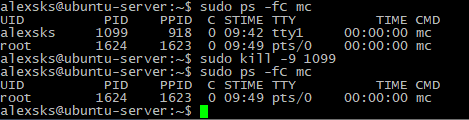 alexsks@ubuntu-server:~$ sudo ps -fC mc
UID        PID  PPID  C STIME TTY          TIME CMD
alexsks   1099   918  0 09:42 tty1     00:00:00 mc
root      1624  1623  0 09:49 pts/0    00:00:00 mc
alexsks@ubuntu-server:~$ sudo kill -9 1099
alexsks@ubuntu-server:~$ sudo ps -fC mc
UID        PID  PPID  C STIME TTY          TIME CMD
root      1624  1623  0 09:49 pts/0    00:00:00 mc
alexsks@ubuntu-server:~$